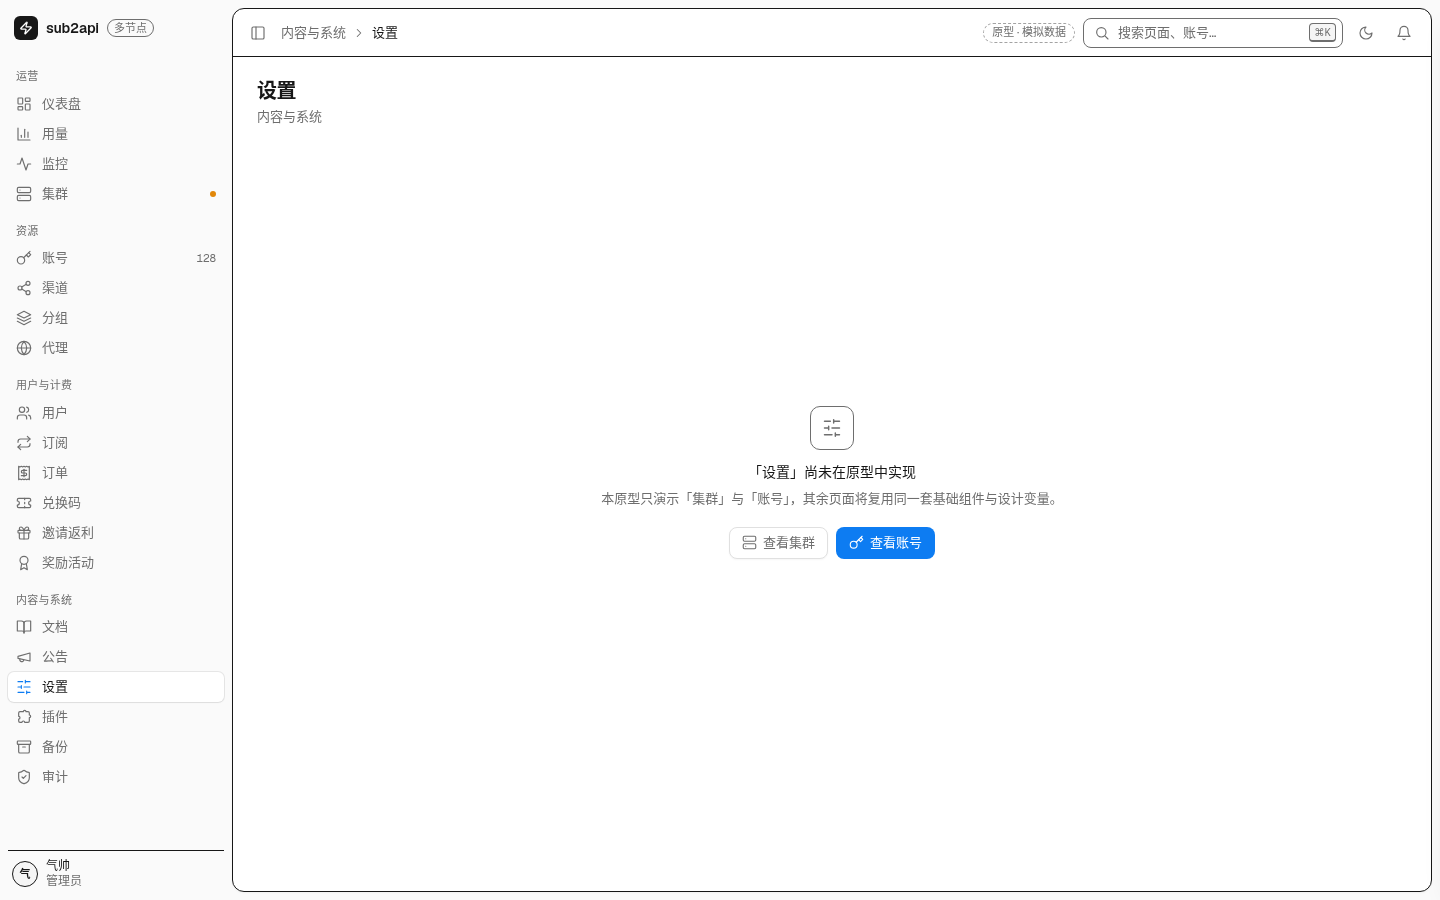 sub2api 多节点
运营
仪表盘
用量
监控
集群
资源
账号 128
渠道
分组
代理
用户与计费
用户
订阅
订单
兑换码
邀请返利
奖励活动
内容与系统
文档
公告
设置
插件
备份
审计
气 气帅
管理员
内容与系统 > 设置 原型 · 模拟数据 搜索页面、账号... ⌘K
设置
内容与系统
「设置」尚未在原型中实现
本原型只演示「集群」与「账号」，其余页面将复用同一套基础组件与设计变量。
查看集群 查看账号